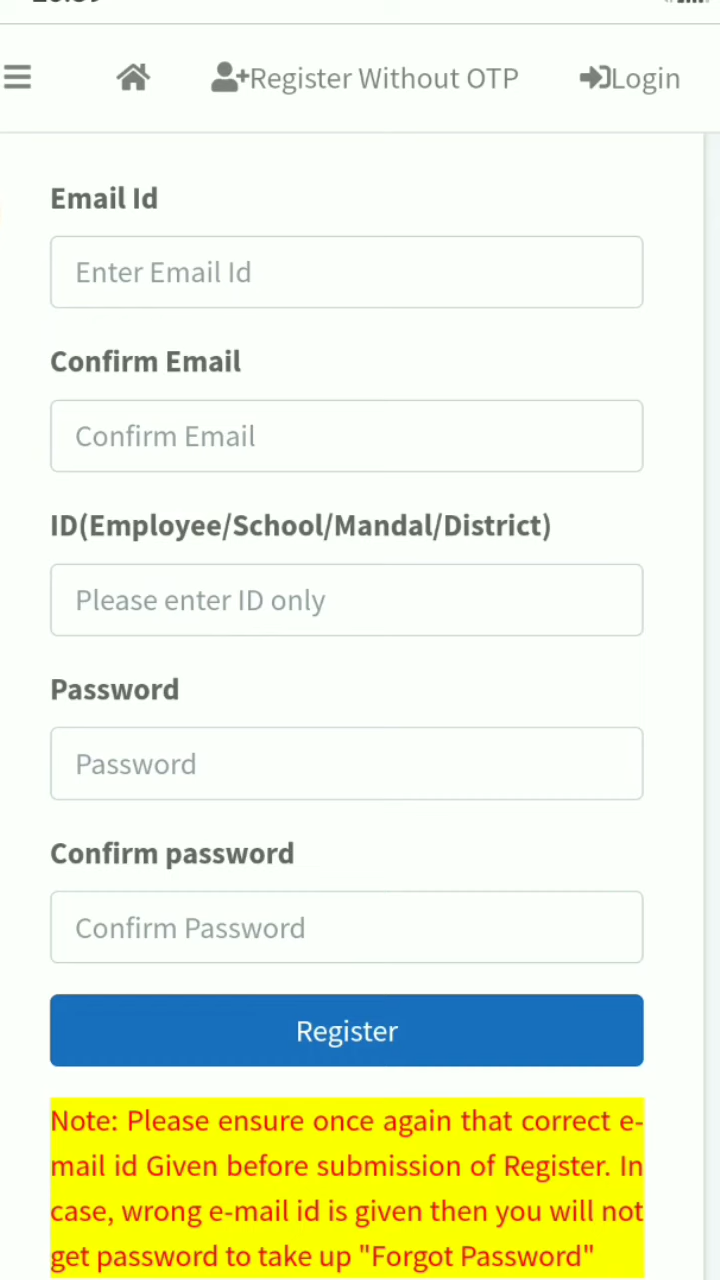 Register Without OTP
Login
Email Id
Enter Email Id
Confirm Email
Confirm Email
ID(Employee/School/Mandal/District)
Please enter ID only
Password
Password
Confirm password
Confirm Password
Register
Note: Please ensure once again that correct e-
mail id Given before submission of Register. In
case, wrong e-mail id is given then you will not
get password to take up "Forgot Password"